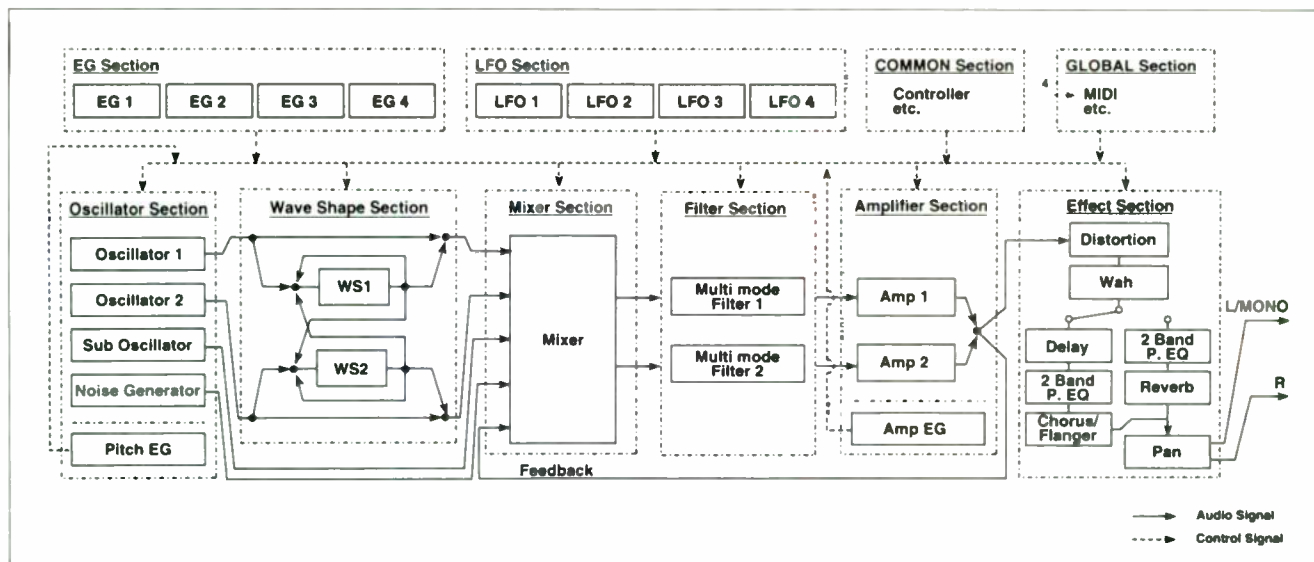 EG Section
EG 1
EG 2
EG 3
EG 4
LFO Section
LFO 1
LFO 2
LFO 3
LFO 4
COMMON Section
Controller
etc.
GLOBAL Section
MIDI
etc.
Oscillator Section
Oscillator 1
Oscillator 2
Sub Oscillator
Noise Generator
Pitch EG
Wave Shape Section
WS1
WS2
Mixer Section
Mixer
Feedback
Filter Section
Multi mode
Filter 1
Multi mode
Filter 2
Amplifier Section
Amp 1
Amp 2
Amp EG
Effect Section
Distortion
Wah
Delay
2 Band
P. EQ
Chorus/
Flanger
2 Band
P. EQ
Reverb
Pan
L/MONO
R
Audio Signal
Control Signal